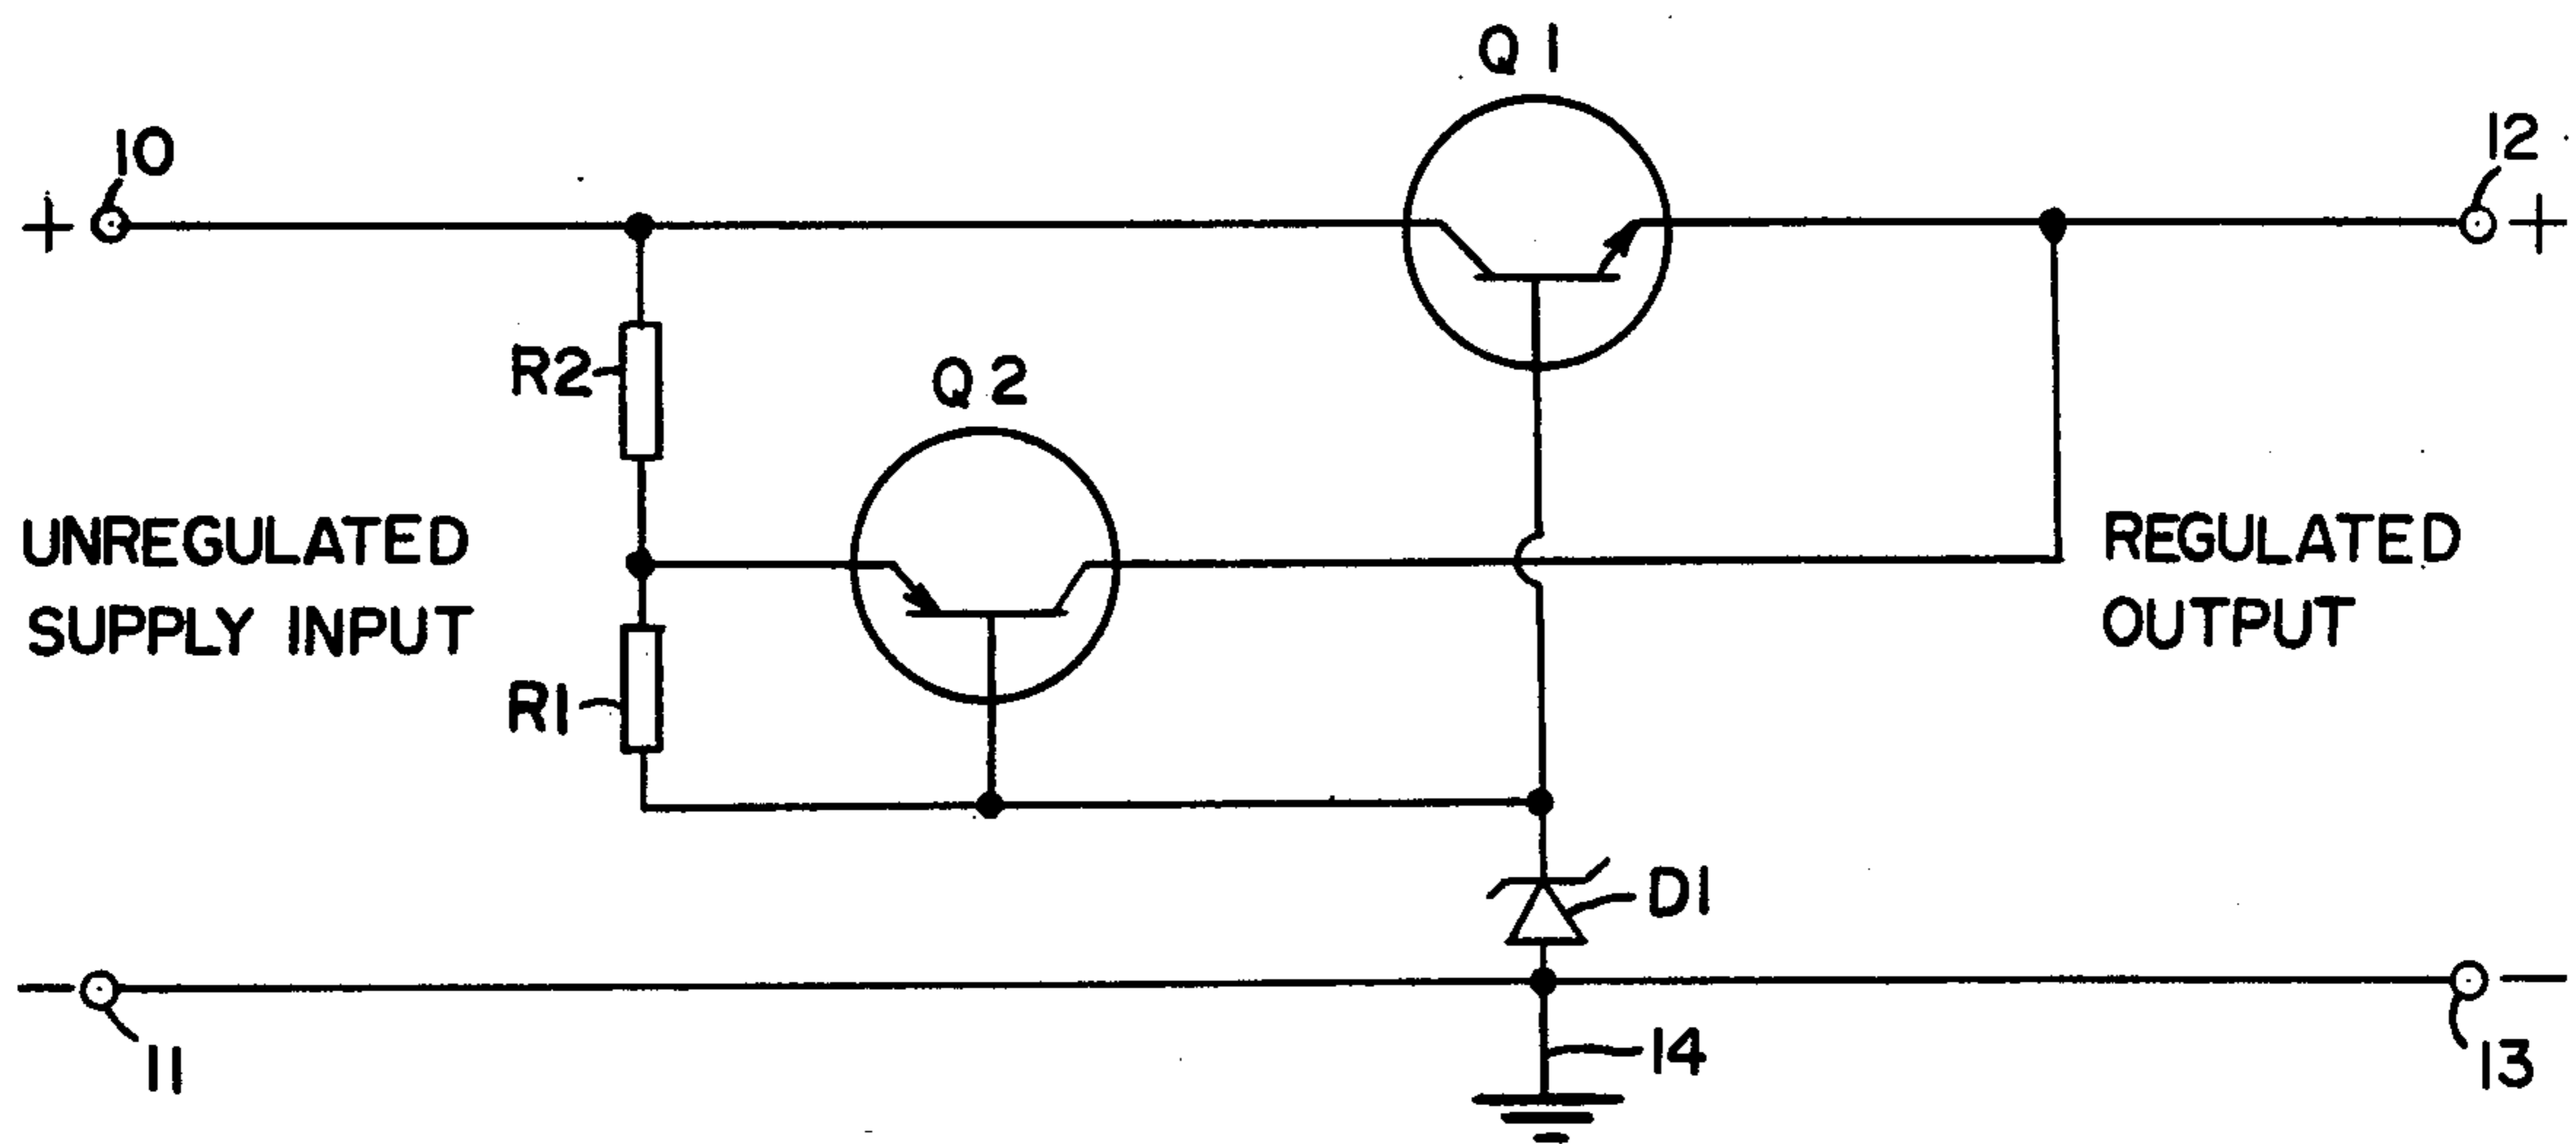 Q1
10
12
+
+
R2
Q2
UNREGULATED
SUPPLY INPUT
REGULATED
OUTPUT
R1
D1
−
−
11
14
13